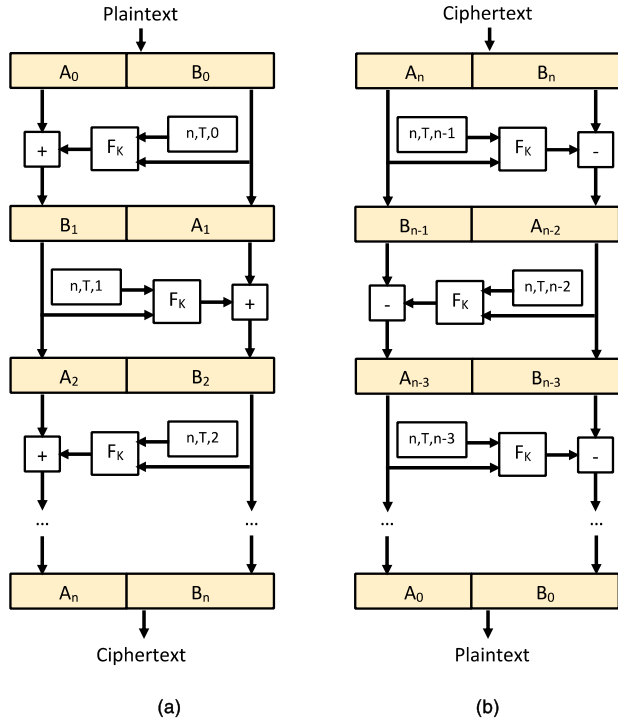 Plaintext
A0 B0
+ FK n,T,0
B1 A1
n,T,1 FK +
A2 B2
+ FK n,T,2
... ...
An Bn
Ciphertext
(a)
Ciphertext
An Bn
n,T,n-1 FK -
Bn-1 An-2
- FK n,T,n-2
An-3 Bn-3
n,T,n-3 FK -
... ...
A0 B0
Plaintext
(b)